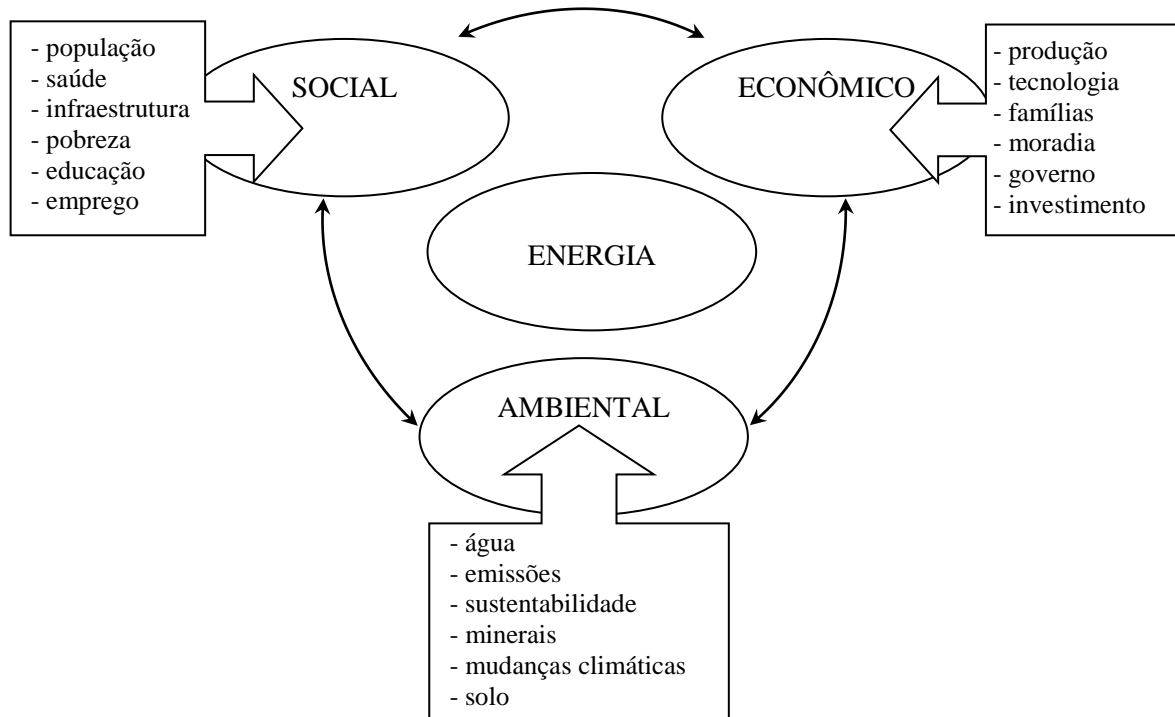 - população
- saúde
- infraestrutura
- pobreza
- educação
- emprego
SOCIAL
ECONÔMICO
- produção
- tecnologia
- famílias
- moradia
- governo
- investimento
ENERGIA
AMBIENTAL
- água
- emissões
- sustentabilidade
- minerais
- mudanças climáticas
- solo